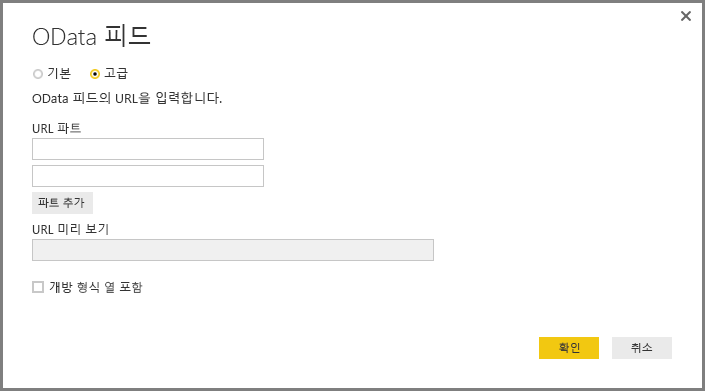 OData 피드
기본 고급
OData 피드의 URL을 입력합니다.
URL 파트
파트 추가
URL 미리 보기
개방 형식 열 포함
확인 취소